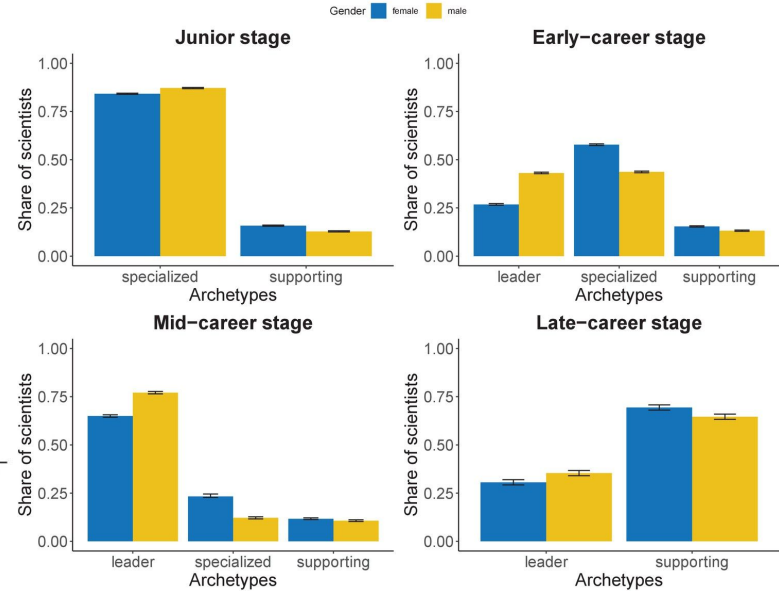 Gender female male
Junior stage
Early−career stage
Share of scientists
1.00
0.75
0.50
0.25
0.00
specialized supporting
Archetypes
Share of scientists
1.00
0.75
0.50
0.25
0.00
leader specialized supporting
Archetypes
Mid−career stage
Late−career stage
Share of scientists
1.00
0.75
0.50
0.25
0.00
leader specialized supporting
Archetypes
Share of scientists
1.00
0.75
0.50
0.25
0.00
leader supporting
Archetypes